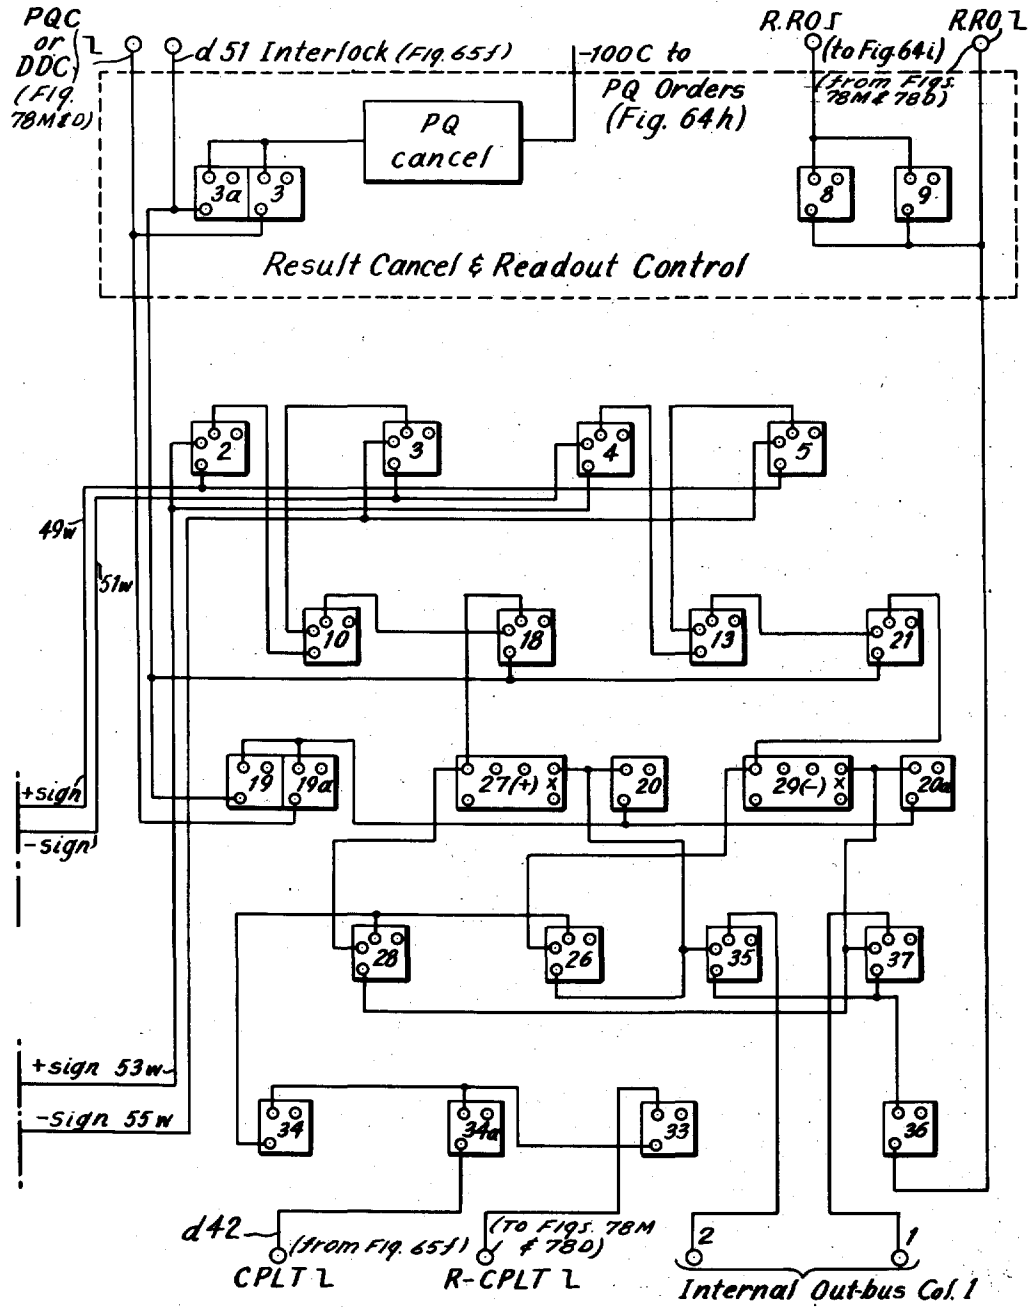 PQC
or
DDC
(Fig.
78M&D)
d 51 Interlock (Fig. 65f)
-100C to
PQ Orders
(Fig. 64h)
R.RO
(to Fig. 64i)
R.RO
(from Figs.
78M & 78D)
PQ
cancel
3a 3
8 9
Result Cancel & Readout Control
2 3 4 5
49w
51w
10 18 13 21
19 19a 27(+) x 20 29(-) x 20a
+sign
-sign
28 26 35 37
+sign 53w
-sign 55w
34 34a 33 36
d42
(from Fig. 65f)
CPLT
(To Figs. 78M
& 78D)
R-CPLT
2 1
Internal Out-bus Col. 1